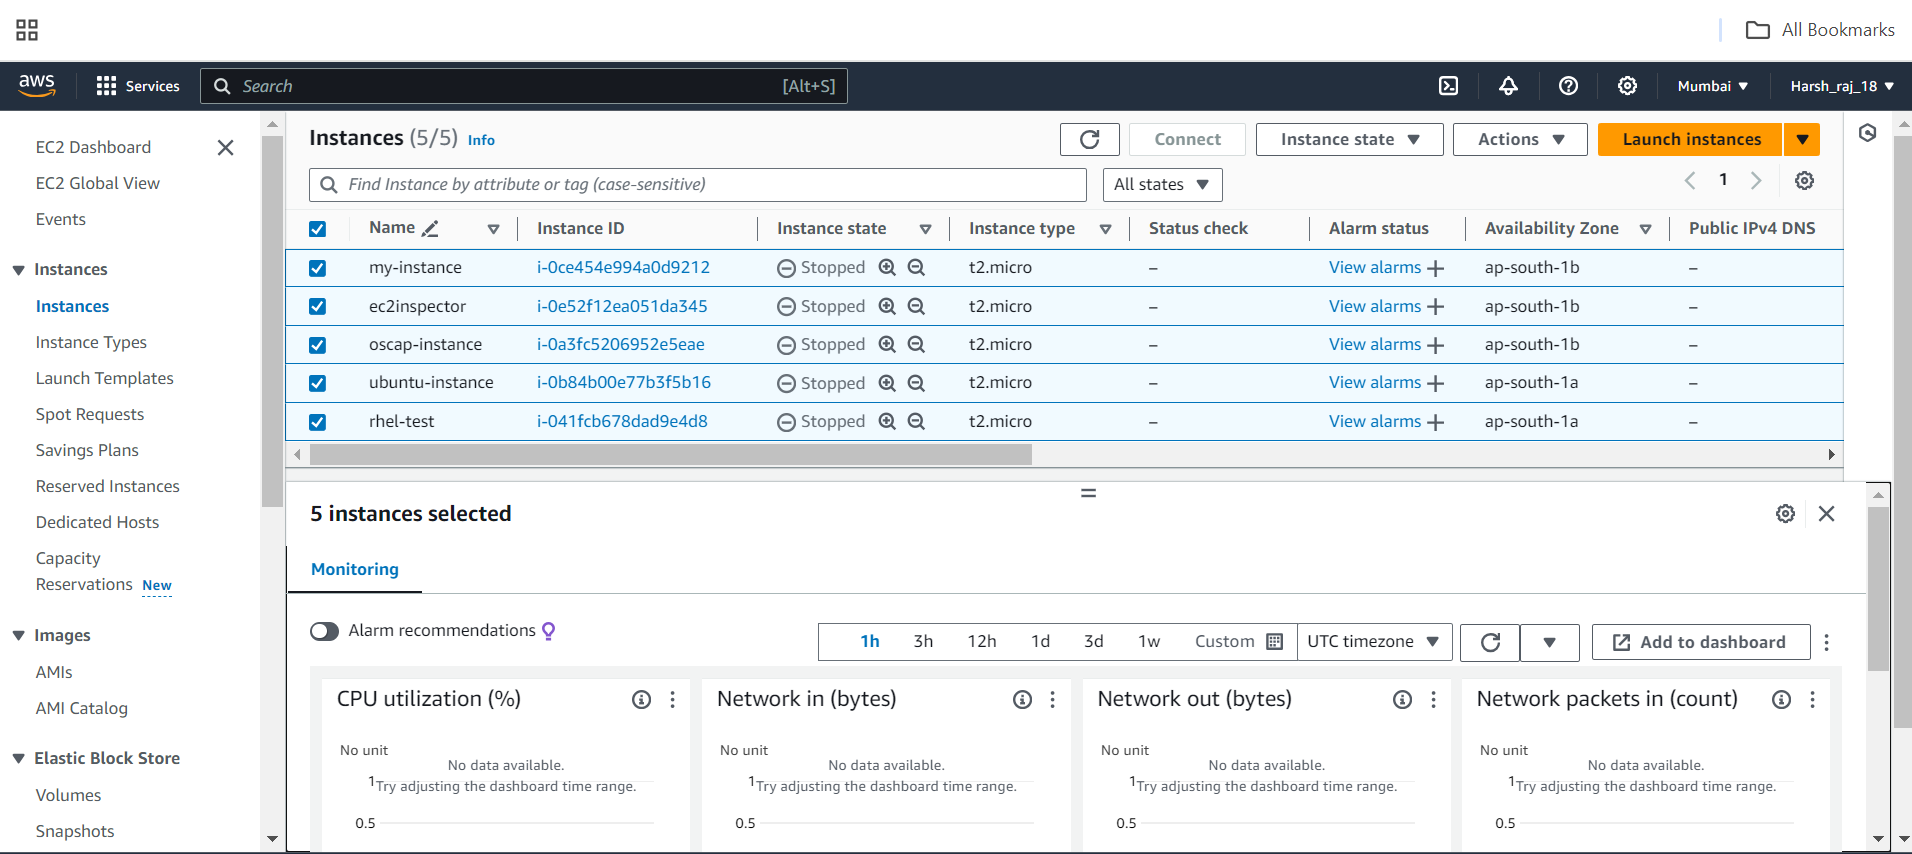 All Bookmarks
aws Services Search [Alt+S] Mumbai Harsh_raj_18
EC2 Dashboard
EC2 Global View
Events
Instances
Instances
Instance Types
Launch Templates
Spot Requests
Savings Plans
Reserved Instances
Dedicated Hosts
Capacity
Reservations New
Images
AMIs
AMI Catalog
Elastic Block Store
Volumes
Snapshots
Instances (5/5) Info Connect Instance state Actions Launch instances
Find Instance by attribute or tag (case-sensitive) All states 1
Name Instance ID Instance state Instance type Status check Alarm status Availability Zone Public IPv4 DNS
my-instance i-0ce454e994a0d9212 Stopped t2.micro – View alarms + ap-south-1b –
ec2inspector i-0e52f12ea051da345 Stopped t2.micro – View alarms + ap-south-1b –
oscap-instance i-0a3fc5206952e5eae Stopped t2.micro – View alarms + ap-south-1b –
ubuntu-instance i-0b84b00e77b3f5b16 Stopped t2.micro – View alarms + ap-south-1a –
rhel-test i-041fcb678dad9e4d8 Stopped t2.micro – View alarms + ap-south-1a –
5 instances selected
Monitoring
Alarm recommendations 1h 3h 12h 1d 3d 1w Custom UTC timezone Add to dashboard
CPU utilization (%)
No unit
No data available.
1
Try adjusting the dashboard time range.
0.5
Network in (bytes)
No unit
No data available.
1
Try adjusting the dashboard time range.
0.5
Network out (bytes)
No unit
No data available.
1
Try adjusting the dashboard time range.
0.5
Network packets in (count)
No unit
No data available.
1
Try adjusting the dashboard time range.
0.5